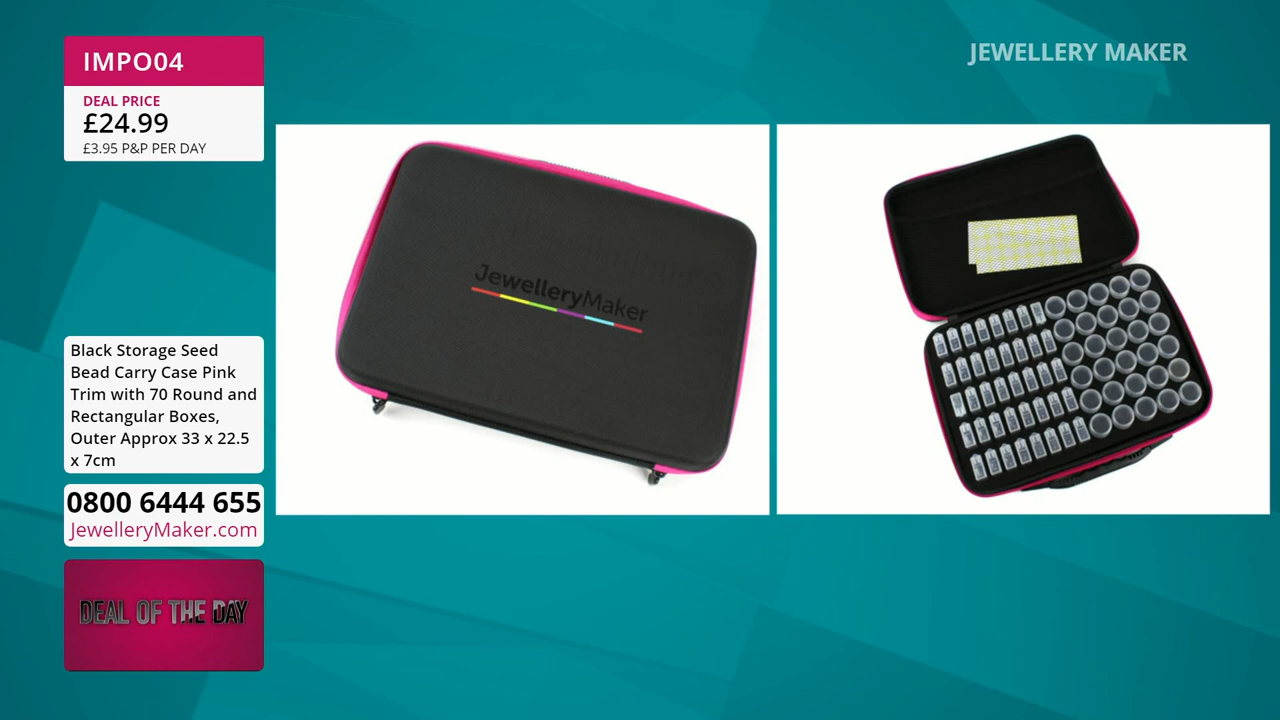 IMPO04
DEAL PRICE
£24.99
£3.95 P&P PER DAY
JEWELLERY MAKER
JewelleryMaker
Black Storage Seed
Bead Carry Case Pink
Trim with 70 Round and
Rectangular Boxes,
Outer Approx 33 x 22.5
x 7cm
0800 6444 655
JewelleryMaker.com
DEAL OF THE DAY